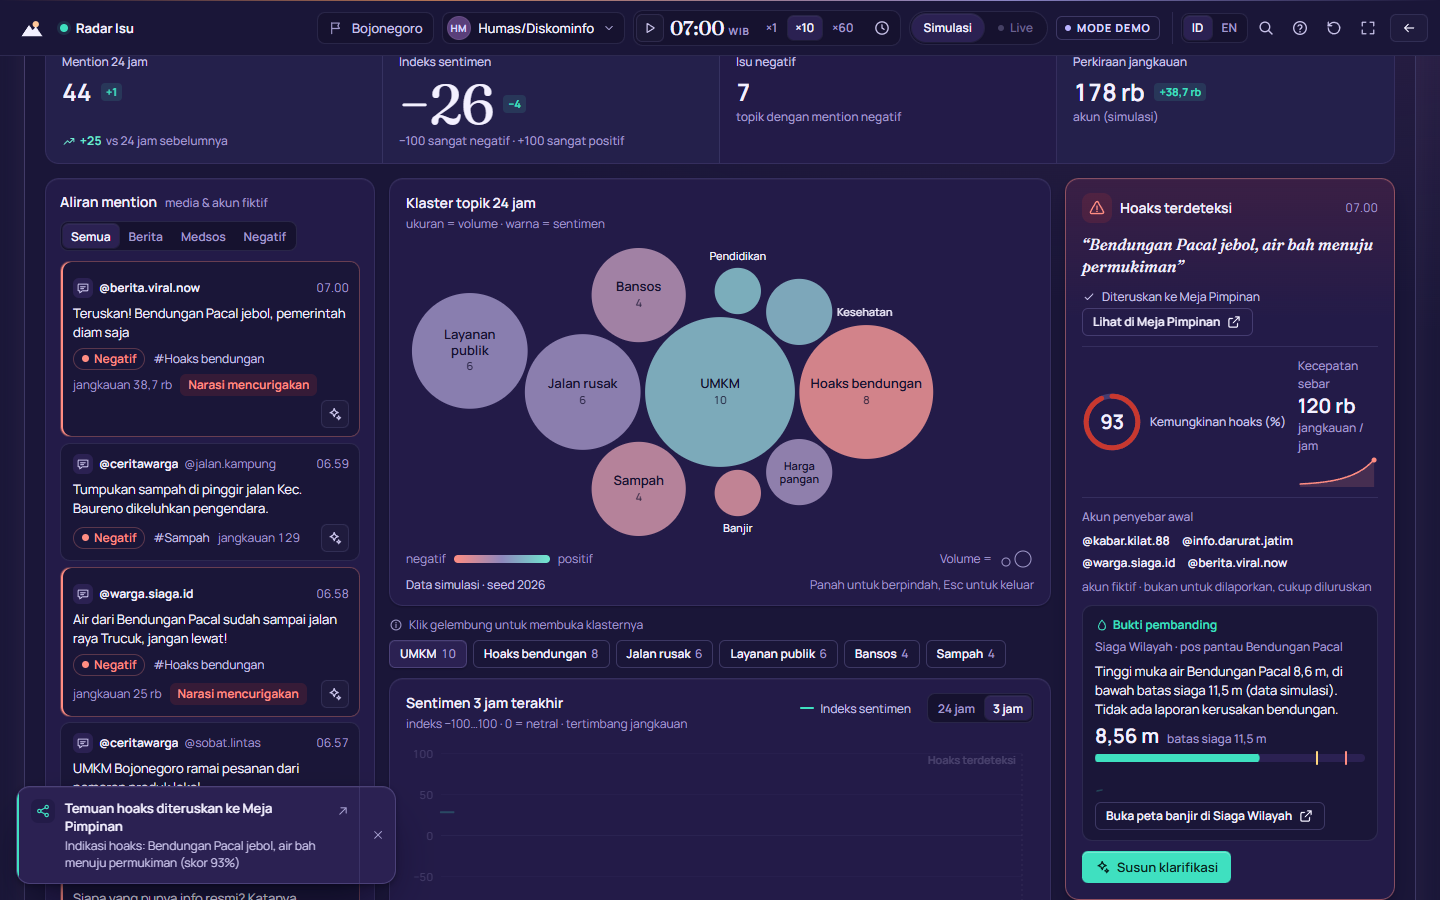 Radar Isu
Bojonegoro
HM Humas/Diskominfo
07:00 WIB
×1 ×10 ×60
Simulasi Live
MODE DEMO
ID EN
Mention 24 jam
44 +1
+25 vs 24 jam sebelumnya
Indeks sentimen
−26 −4
−100 sangat negatif · +100 sangat positif
Isu negatif
7
topik dengan mention negatif
Perkiraan jangkauan
178 rb +38,7 rb
akun (simulasi)
Aliran mention media & akun fiktif
Semua Berita Medsos Negatif
@berita.viral.now 07.00
Teruskan! Bendungan Pacal jebol, pemerintah
diam saja
Negatif #Hoaks bendungan
jangkauan 38,7 rb Narasi mencurigakan
@ceritawarga @jalan.kampung 06.59
Tumpukan sampah di pinggir jalan Kec.
Baureno dikeluhkan pengendara.
Negatif #Sampah jangkauan 129
@warga.siaga.id 06.58
Air dari Bendungan Pacal sudah sampai jalan
raya Trucuk, jangan lewat!
Negatif #Hoaks bendungan
jangkauan 25 rb Narasi mencurigakan
@ceritawarga @sobat.lintas 06.57
UMKM Bojonegoro ramai pesanan dari
Temuan hoaks diteruskan ke Meja
Pimpinan
Indikasi hoaks: Bendungan Pacal jebol, air bah
menuju permukiman (skor 93%)
Siapa yang punya info resmi? Katanya
Klaster topik 24 jam
ukuran = volume · warna = sentimen
Pendidikan
Bansos
4
Kesehatan
Layanan
publik
6
Jalan rusak
6
UMKM
10
Hoaks bendungan
8
Sampah
4
Harga
pangan
Banjir
negatif positif
Volume =
Data simulasi · seed 2026
Panah untuk berpindah, Esc untuk keluar
Klik gelembung untuk membuka klasternya
UMKM 10 Hoaks bendungan 8 Jalan rusak 6 Layanan publik 6 Bansos 4 Sampah 4
Sentimen 3 jam terakhir
indeks −100…100 · 0 = netral · tertimbang jangkauan
Indeks sentimen
24 jam 3 jam
100
Hoaks terdeteksi
50
0
−50
Hoaks terdeteksi 07.00
“Bendungan Pacal jebol, air bah menuju
permukiman”
Diteruskan ke Meja Pimpinan
Lihat di Meja Pimpinan
93
Kemungkinan hoaks (%)
Kecepatan
sebar
120 rb
jangkauan /
jam
Akun penyebar awal
@kabar.kilat.88 @info.darurat.jatim
@warga.siaga.id @berita.viral.now
akun fiktif · bukan untuk dilaporkan, cukup diluruskan
Bukti pembanding
Siaga Wilayah · pos pantau Bendungan Pacal
Tinggi muka air Bendungan Pacal 8,6 m, di
bawah batas siaga 11,5 m (data simulasi).
Tidak ada laporan kerusakan bendungan.
8,56 m batas siaga 11,5 m
Buka peta banjir di Siaga Wilayah
Susun klarifikasi